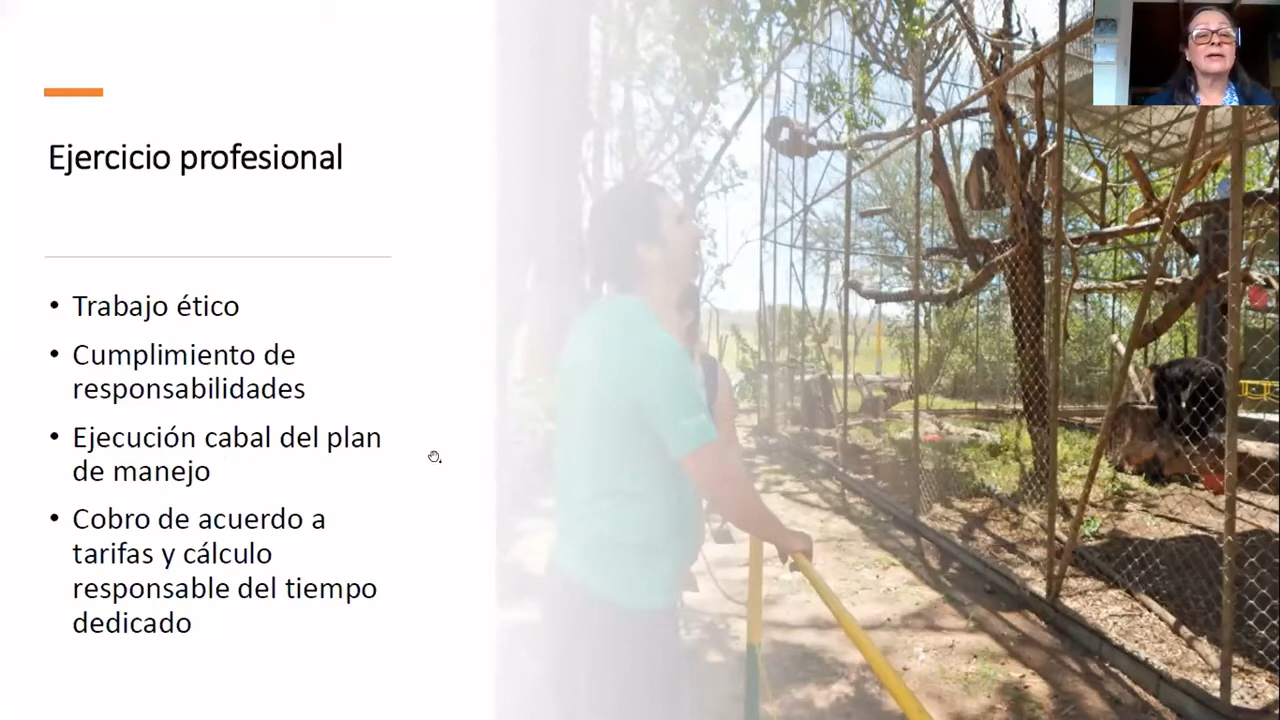 Ejercicio profesional
• Trabajo ético
• Cumplimiento de
responsabilidades
• Ejecución cabal del plan
de manejo
• Cobro de acuerdo a
tarifas y cálculo
responsable del tiempo
dedicado